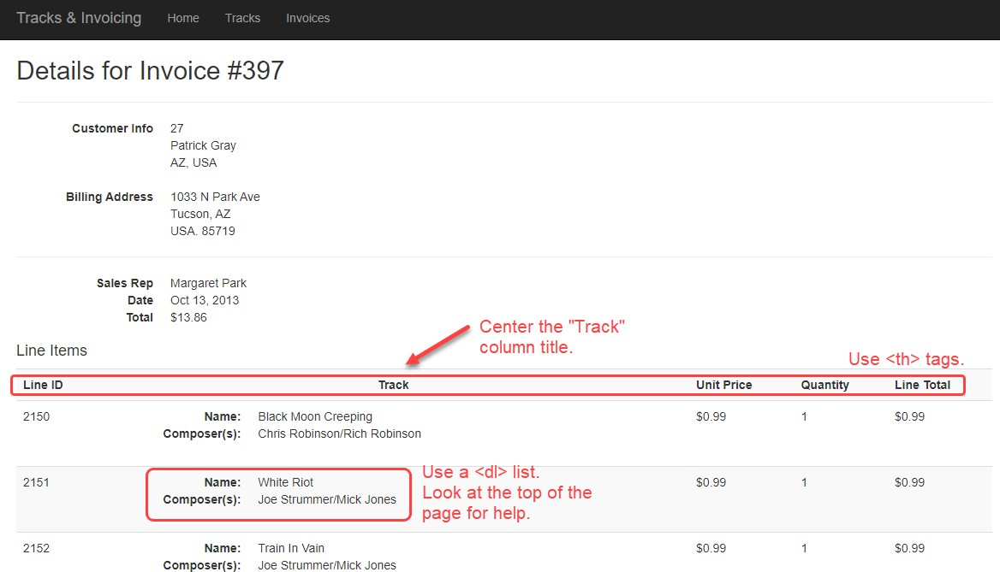 Tracks & Invoicing Home Tracks Invoices
Details for Invoice #397
Customer Info 27
Patrick Gray
AZ, USA
Billing Address 1033 N Park Ave
Tucson, AZ
USA. 85719
Sales Rep Margaret Park
Date Oct 13, 2013
Total $13.86
Center the "Track"
column title.
Line Items
Use <th> tags.
Line ID Track Unit Price Quantity Line Total
2150 Name: Black Moon Creeping $0.99 1 $0.99
Composer(s): Chris Robinson/Rich Robinson
2151 Name: White Riot $0.99 1 $0.99
Composer(s): Joe Strummer/Mick Jones
Use a <dl> list.
Look at the top of the
page for help.
2152 Name: Train In Vain $0.99 1 $0.99
Composer(s): Joe Strummer/Mick Jones